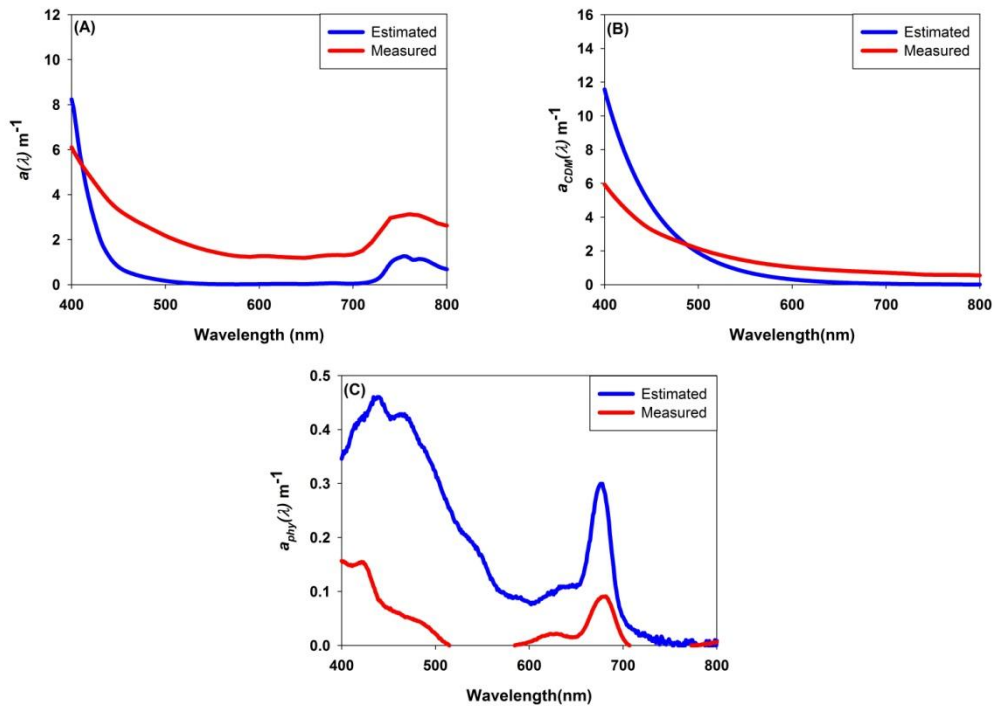 (A)
Estimated
Measured
12
10
8
6
4
2
0
a(λ) m⁻¹
400 500 600 700 800
Wavelength (nm)
(B)
Estimated
Measured
16
14
12
10
8
6
4
2
0
a_CDM(λ) m⁻¹
400 500 600 700 800
Wavelength(nm)
(C)
Estimated
Measured
0.5
0.4
0.3
0.2
0.1
0.0
a_phy(λ) m⁻¹
400 500 600 700 800
Wavelength(nm)